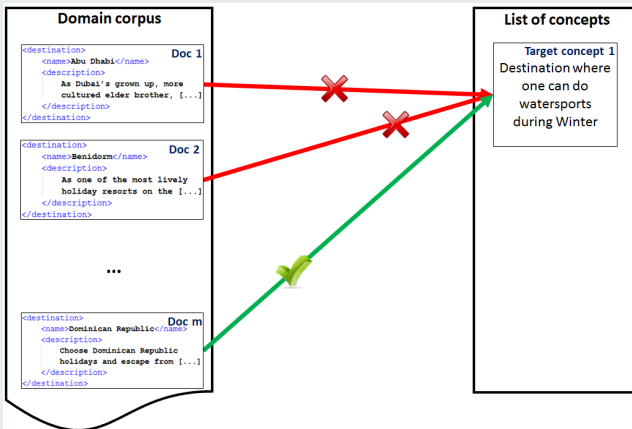 Domain corpus
<destination> Doc 1
<name>Abu Dhabi</name>
<description>
As Dubai's grown up, more
cultured elder brother, [...]
</description>
</destination>
<destination> Doc 2
<name>Benidorm</name>
<description>
As one of the most lively
holiday resorts on the [...]
</description>
</destination>
...
<destination> Doc m
<name>Dominican Republic</name>
<description>
Choose Dominican Republic
holidays and escape from [...]
</description>
</destination>
List of concepts
Target concept 1
Destination where
one can do
watersports
during Winter